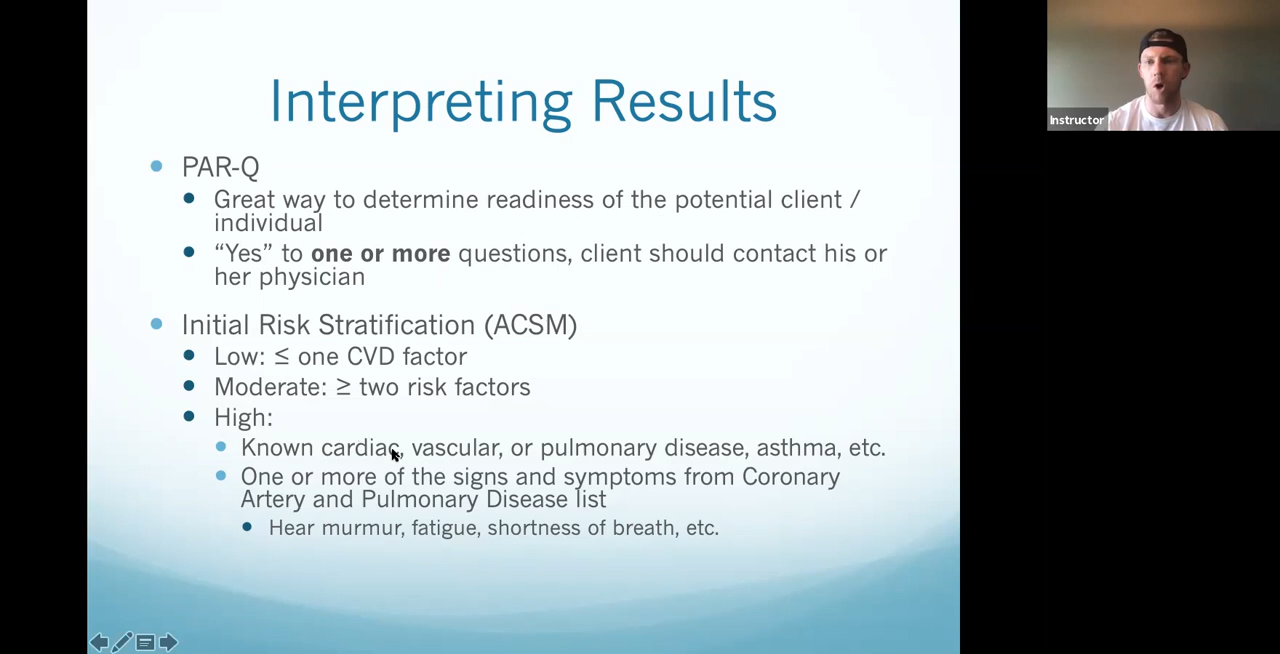 Interpreting Results
PAR-Q
Great way to determine readiness of the potential client /
individual
“Yes” to one or more questions, client should contact his or
her physician
Initial Risk Stratification (ACSM)
Low: ≤ one CVD factor
Moderate: ≥ two risk factors
High:
Known cardiac, vascular, or pulmonary disease, asthma, etc.
One or more of the signs and symptoms from Coronary
Artery and Pulmonary Disease list
Hear murmur, fatigue, shortness of breath, etc.
Instructor